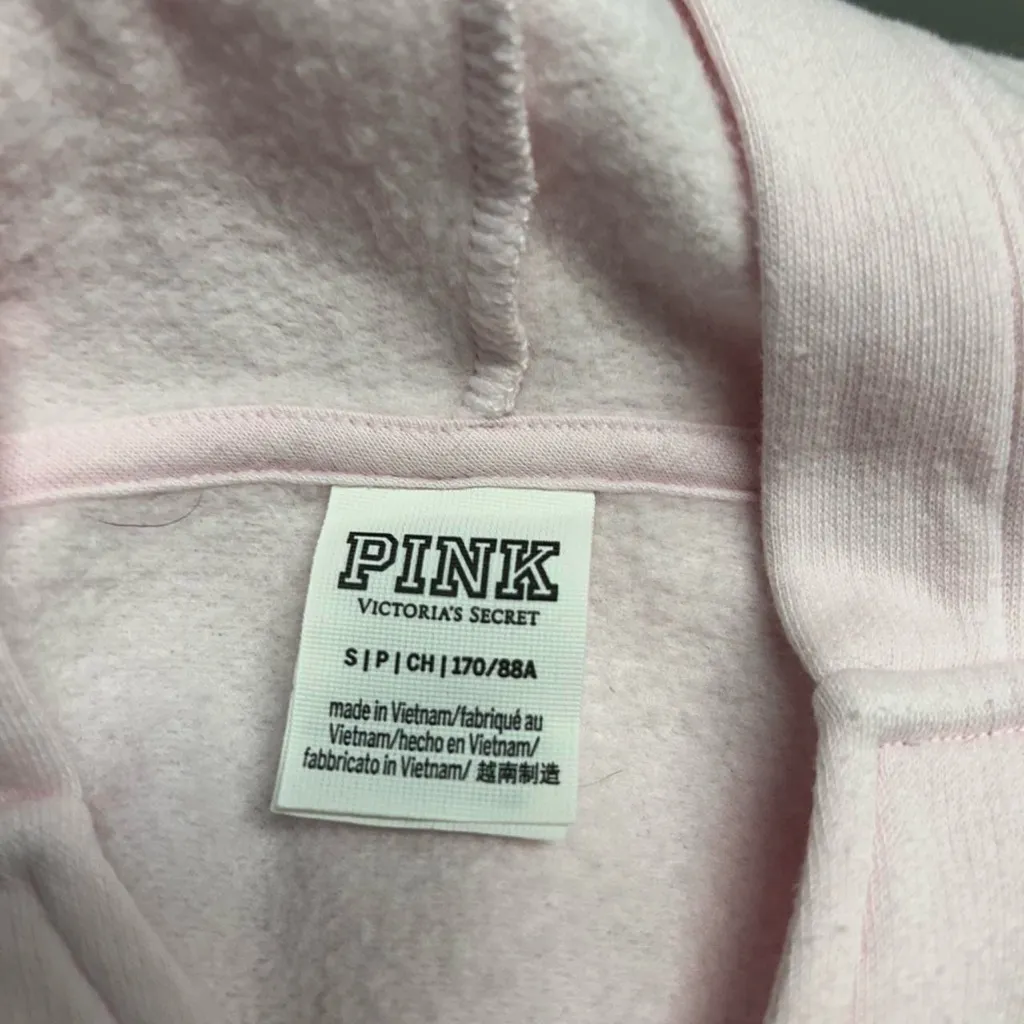 PINK
VICTORIA'S SECRET
S | P | CH | 170/88A
made in Vietnam/fabriqué au
Vietnam/hecho en Vietnam/
fabbricato in Vietnam/ 越南制造